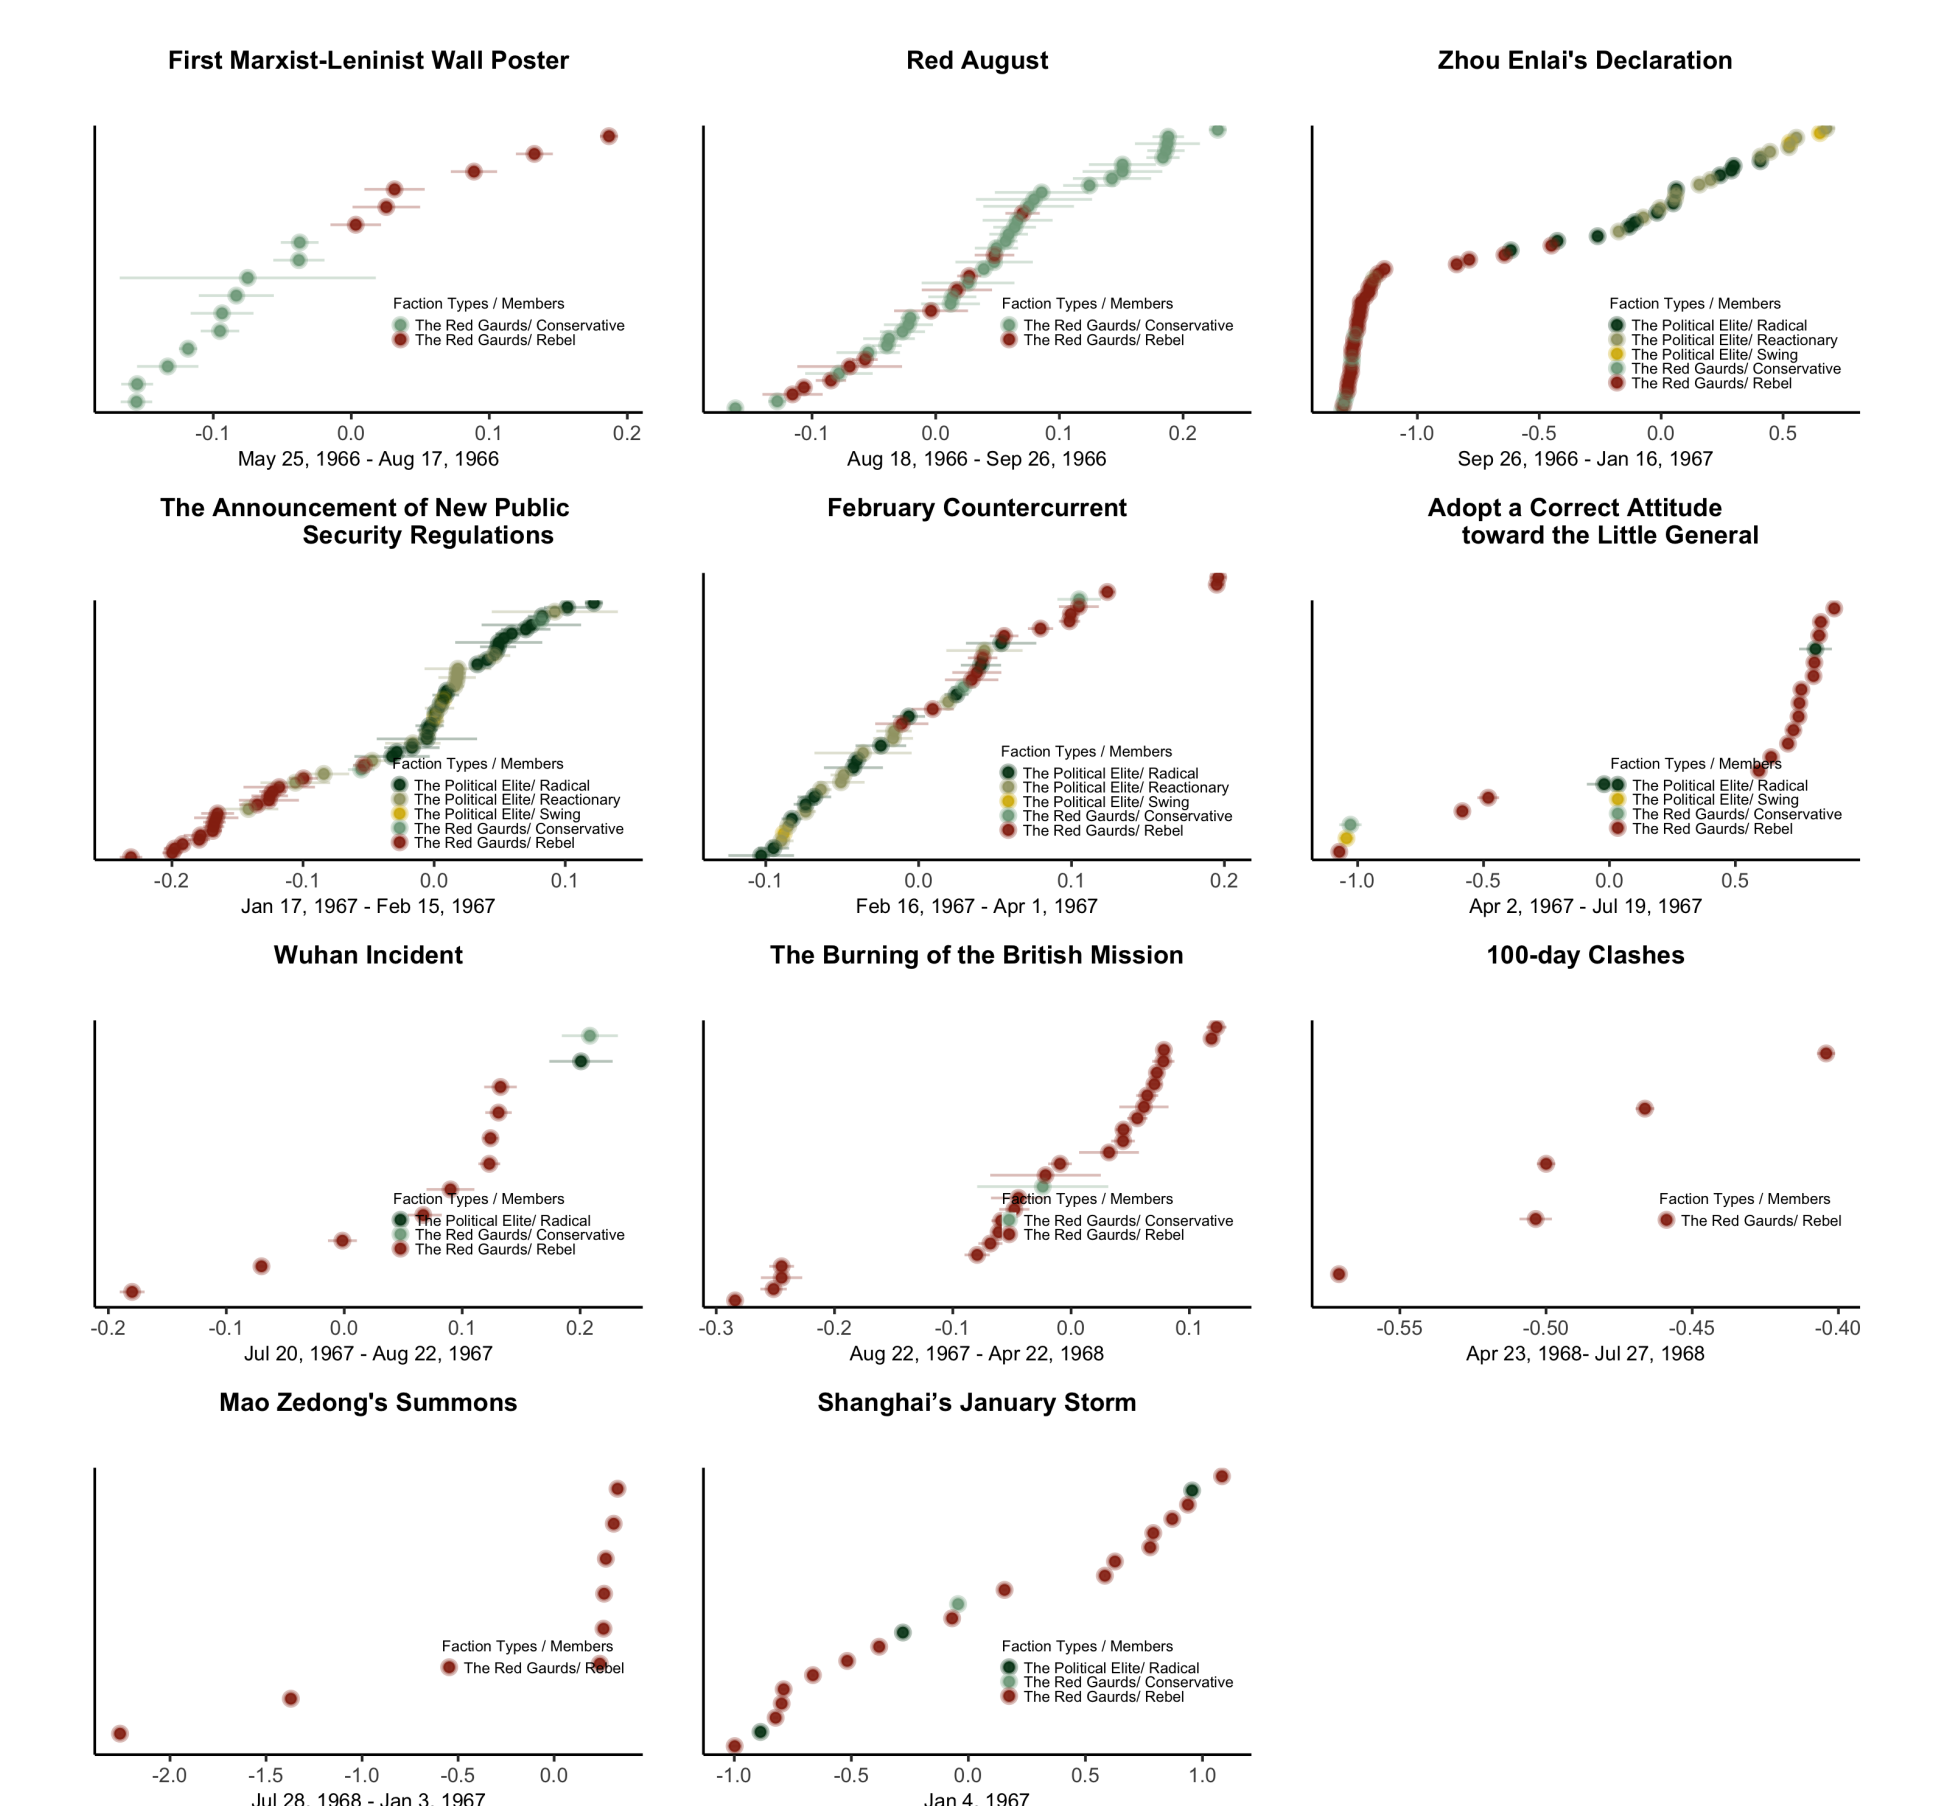 First Marxist-Leninist Wall Poster
Faction Types / Members
The Red Gaurds/ Conservative
The Red Gaurds/ Rebel
-0.1 0.0 0.1 0.2
May 25, 1966 - Aug 17, 1966
Red August
Faction Types / Members
The Red Gaurds/ Conservative
The Red Gaurds/ Rebel
-0.1 0.0 0.1 0.2
Aug 18, 1966 - Sep 26, 1966
Zhou Enlai's Declaration
Faction Types / Members
The Political Elite/ Radical
The Political Elite/ Reactionary
The Political Elite/ Swing
The Red Gaurds/ Conservative
The Red Gaurds/ Rebel
-1.0 -0.5 0.0 0.5
Sep 26, 1966 - Jan 16, 1967
The Announcement of New Public
Security Regulations
Faction Types / Members
The Political Elite/ Radical
The Political Elite/ Reactionary
The Political Elite/ Swing
The Red Gaurds/ Conservative
The Red Gaurds/ Rebel
-0.2 -0.1 0.0 0.1
Jan 17, 1967 - Feb 15, 1967
February Countercurrent
Faction Types / Members
The Political Elite/ Radical
The Political Elite/ Reactionary
The Political Elite/ Swing
The Red Gaurds/ Conservative
The Red Gaurds/ Rebel
-0.1 0.0 0.1 0.2
Feb 16, 1967 - Apr 1, 1967
Adopt a Correct Attitude
toward the Little General
Faction Types / Members
The Political Elite/ Radical
The Political Elite/ Swing
The Red Gaurds/ Conservative
The Red Gaurds/ Rebel
-1.0 -0.5 0.0 0.5
Apr 2, 1967 - Jul 19, 1967
Wuhan Incident
Faction Types / Members
The Political Elite/ Radical
The Red Gaurds/ Conservative
The Red Gaurds/ Rebel
-0.2 -0.1 0.0 0.1 0.2
Jul 20, 1967 - Aug 22, 1967
The Burning of the British Mission
Faction Types / Members
The Red Gaurds/ Conservative
The Red Gaurds/ Rebel
-0.3 -0.2 -0.1 0.0 0.1
Aug 22, 1967 - Apr 22, 1968
100-day Clashes
Faction Types / Members
The Red Gaurds/ Rebel
-0.55 -0.50 -0.45 -0.40
Apr 23, 1968- Jul 27, 1968
Mao Zedong's Summons
Faction Types / Members
The Red Gaurds/ Rebel
-2.0 -1.5 -1.0 -0.5 0.0
Jul 28, 1968 - Jan 3, 1967
Shanghai’s January Storm
Faction Types / Members
The Political Elite/ Radical
The Red Gaurds/ Conservative
The Red Gaurds/ Rebel
-1.0 -0.5 0.0 0.5 1.0
Jan 4, 1967